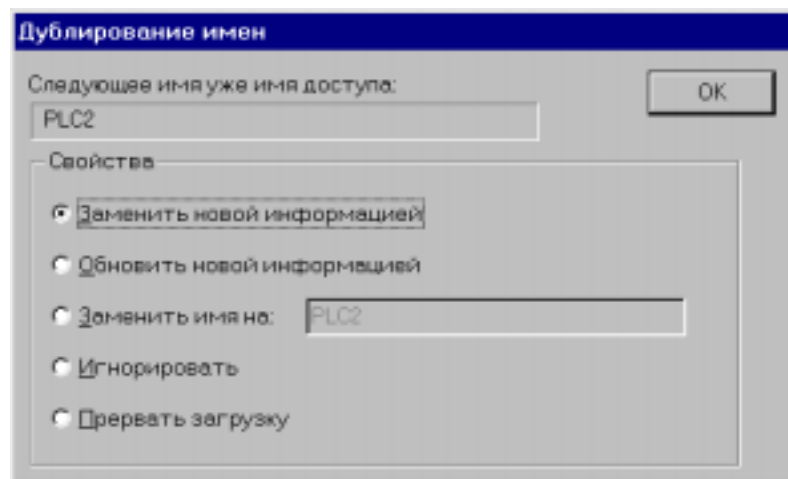 Дублирование имен
Следующее имя уже имя доступа:
OK
PLC2
Свойства
Заменить новой информацией
Обновить новой информацией
Заменить имя на: PLC2
Игнорировать
Прервать загрузку